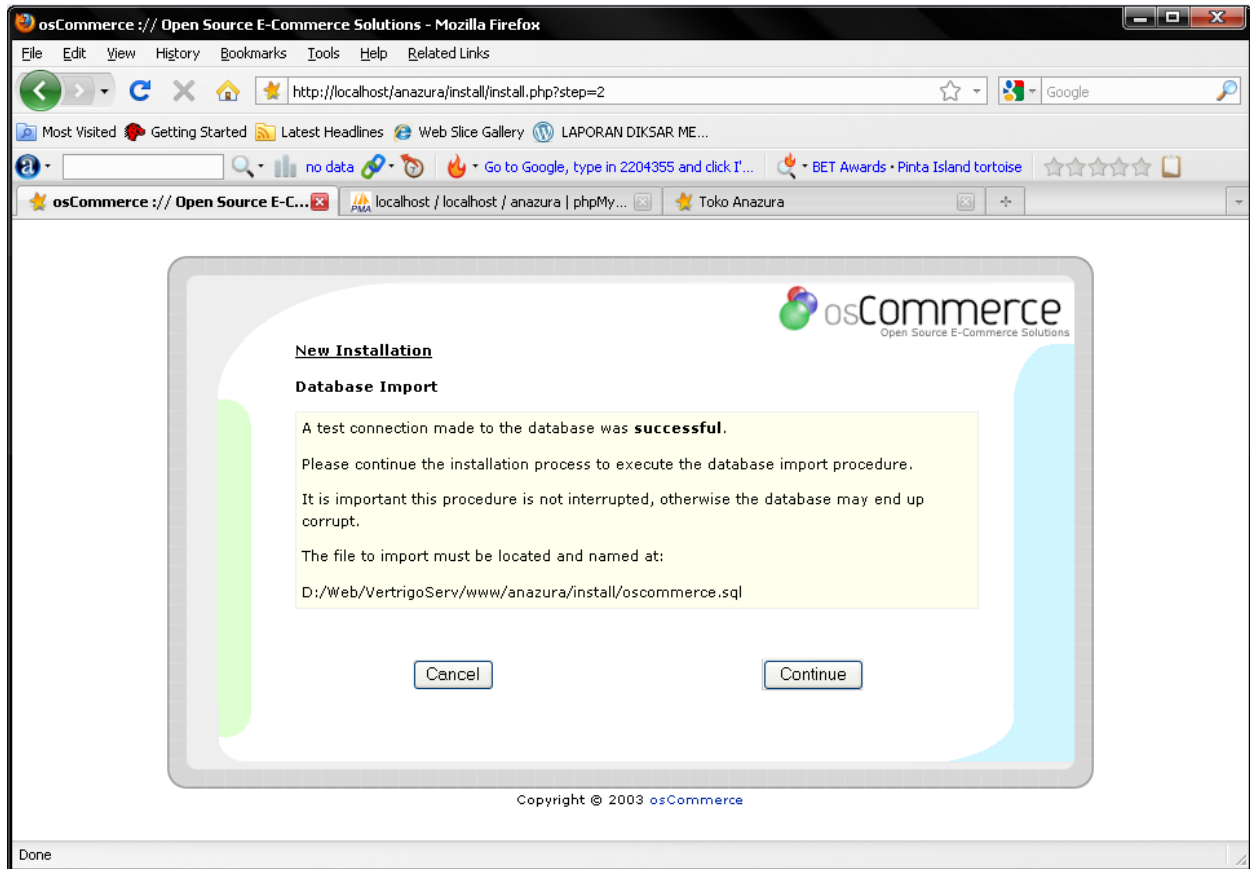 osCommerce :// Open Source E-Commerce Solutions - Mozilla Firefox
File Edit View History Bookmarks Tools Help Related Links
http://localhost/anazura/install/install.php?step=2 Google
Most Visited Getting Started Latest Headlines Web Slice Gallery LAPORAN DIKSAR ME...
a no data Go to Google, type in 2204355 and click I'... BET Awards • Pinta Island tortoise
osCommerce :// Open Source E-C... PMA localhost / localhost / anazura | phpMy... Toko Anazura
osCommerce
Open Source E-Commerce Solutions
New Installation
Database Import
A test connection made to the database was successful.
Please continue the installation process to execute the database import procedure.
It is important this procedure is not interrupted, otherwise the database may end up
corrupt.
The file to import must be located and named at:
D:/Web/VertrigoServ/www/anazura/install/oscommerce.sql
Cancel Continue
Copyright © 2003 osCommerce
Done